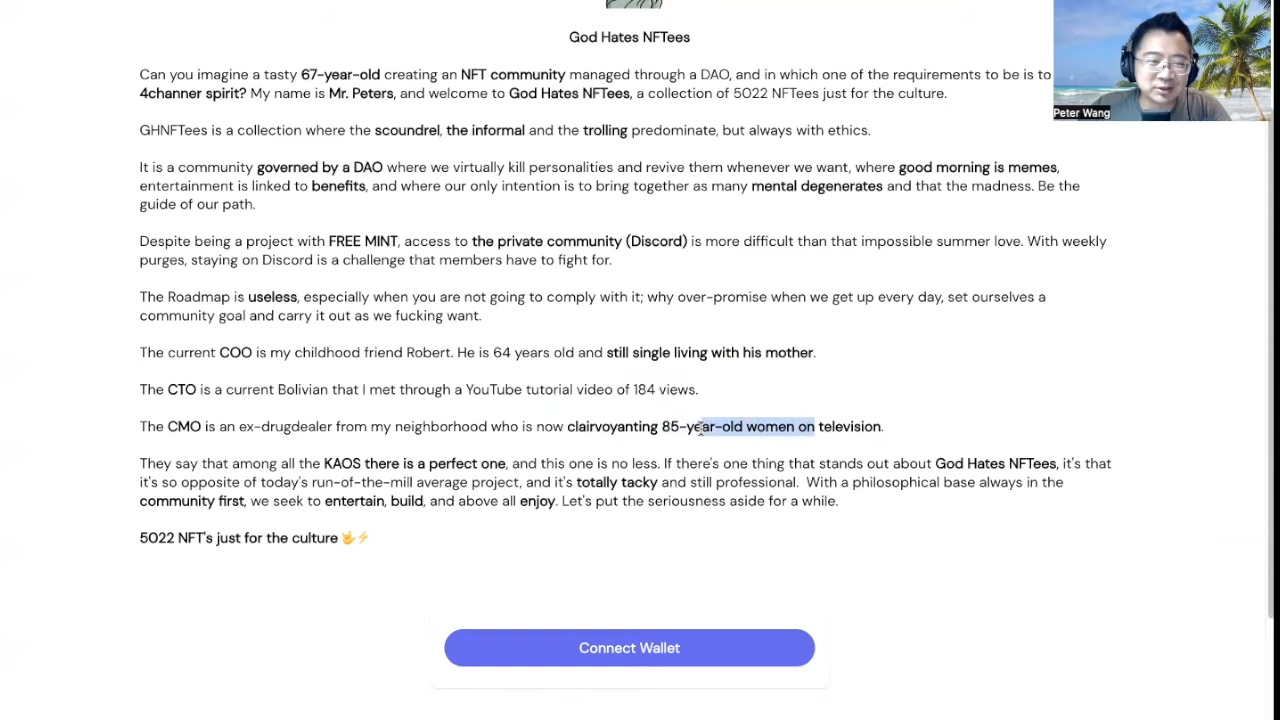 God Hates NFTees
Can you imagine a tasty 67-year-old creating an NFT community managed through a DAO, and in which one of the requirements to be is to
4channer spirit? My name is Mr. Peters, and welcome to God Hates NFTees, a collection of 5022 NFTees just for the culture.
Peter Wang
GHNFTees is a collection where the scoundrel, the informal and the trolling predominate, but always with ethics.
It is a community governed by a DAO where we virtually kill personalities and revive them whenever we want, where good morning is memes,
entertainment is linked to benefits, and where our only intention is to bring together as many mental degenerates and that the madness. Be the
guide of our path.
Despite being a project with FREE MINT, access to the private community (Discord) is more difficult than that impossible summer love. With weekly
purges, staying on Discord is a challenge that members have to fight for.
The Roadmap is useless, especially when you are not going to comply with it; why over-promise when we get up every day, set ourselves a
community goal and carry it out as we fucking want.
The current COO is my childhood friend Robert. He is 64 years old and still single living with his mother.
The CTO is a current Bolivian that I met through a YouTube tutorial video of 184 views.
The CMO is an ex-drugdealer from my neighborhood who is now clairvoyanting 85-year-old women on television.
They say that among all the KAOS there is a perfect one, and this one is no less. If there's one thing that stands out about God Hates NFTees, it's that
it's so opposite of today's run-of-the-mill average project, and it's totally tacky and still professional. With a philosophical base always in the
community first, we seek to entertain, build, and above all enjoy. Let's put the seriousness aside for a while.
5022 NFT's just for the culture 🤟⚡
Connect Wallet